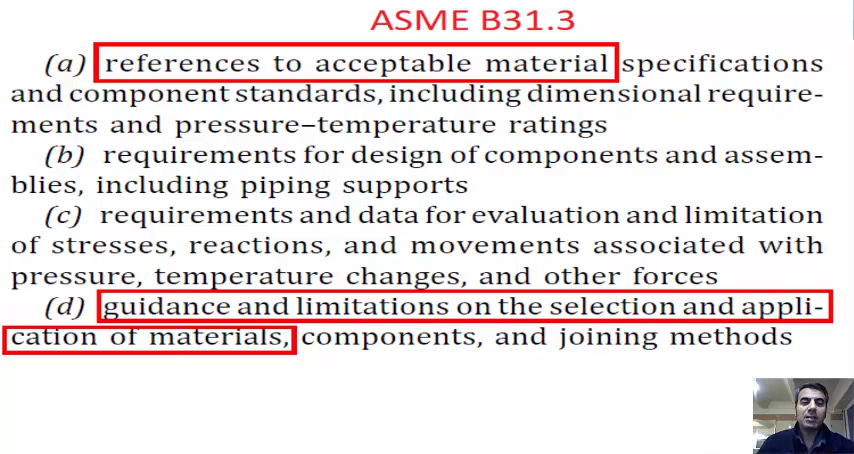 ASME B31.3
(a) references to acceptable material specifications
and component standards, including dimensional require-
ments and pressure–temperature ratings
(b) requirements for design of components and assem-
blies, including piping supports
(c) requirements and data for evaluation and limitation
of stresses, reactions, and movements associated with
pressure, temperature changes, and other forces
(d) guidance and limitations on the selection and appli-
cation of materials, components, and joining methods